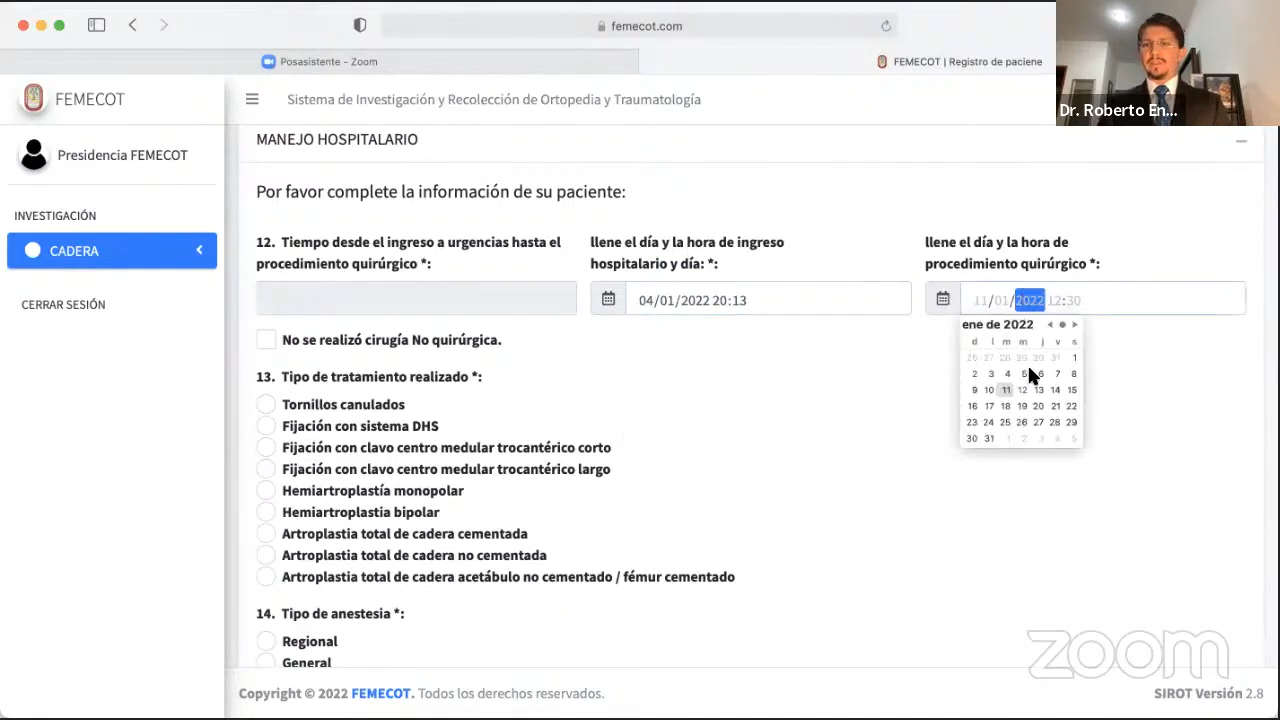 femecot.com
Posasistente - Zoom
FEMECOT | Registro de paciene
Dr. Roberto En...
FEMECOT
Sistema de Investigación y Recolección de Ortopedia y Traumatología
Presidencia FEMECOT
INVESTIGACIÓN
CADERA
CERRAR SESIÓN
MANEJO HOSPITALARIO
Por favor complete la información de su paciente:
12. Tiempo desde el ingreso a urgencias hasta el
procedimiento quirúrgico *:
llene el día y la hora de ingreso
hospitalario y día: *:
04/01/2022 20:13
llene el día y la hora de
procedimiento quirúrgico *:
11/01/2022 12:30
ene de 2022
d l m m j v s
26 27 28 29 30 31 1
2 3 4 5 6 7 8
9 10 11 12 13 14 15
16 17 18 19 20 21 22
23 24 25 26 27 28 29
30 31 1 2 3 4 5
No se realizó cirugía No quirúrgica.
13. Tipo de tratamiento realizado *:
Tornillos canulados
Fijación con sistema DHS
Fijación con clavo centro medular trocantérico corto
Fijación con clavo centro medular trocantérico largo
Hemiartroplastía monopolar
Hemiartroplastia bipolar
Artroplastia total de cadera cementada
Artroplastia total de cadera no cementada
Artroplastia total de cadera acetábulo no cementado / fémur cementado
14. Tipo de anestesia *:
Regional
General
zoom
Copyright © 2022 FEMECOT. Todos los derechos reservados.
SIROT Versión 2.8